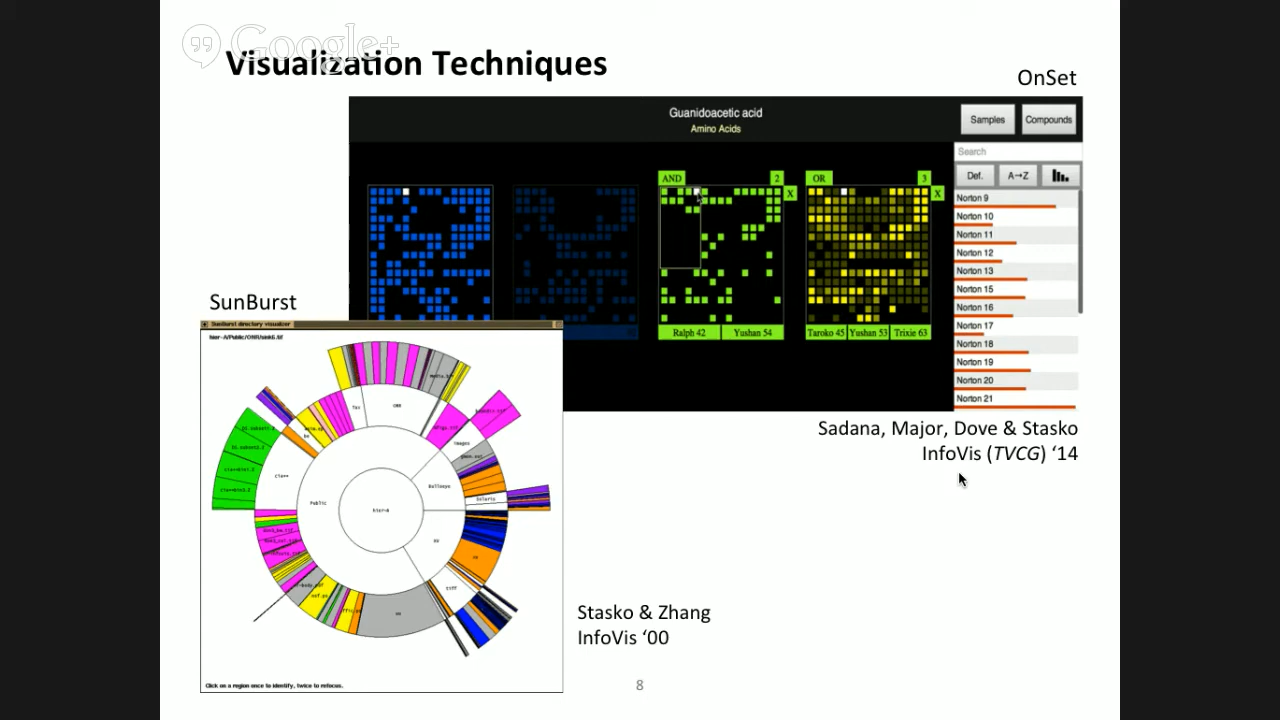 Google+
Visualization Techniques
OnSet
Guanidoacetic acid
Amino Acids
Samples
Compounds
Search
Def.
A→Z
AND
2
X
OR
3
X
Norton 9
Norton 10
Norton 11
Norton 12
Norton 13
Norton 15
Norton 16
Norton 17
Norton 18
Norton 19
Norton 20
Norton 21
Ralph 42
Yushan 54
Taroko 45
Yushan 53
Trixie 63
SunBurst
SunBurst directory visualizer
Public
Images
Click on a region once to identify, twice to refocus.
Sadana, Major, Dove & Stasko
InfoVis (TVCG) ‘14
Stasko & Zhang
InfoVis ‘00
8